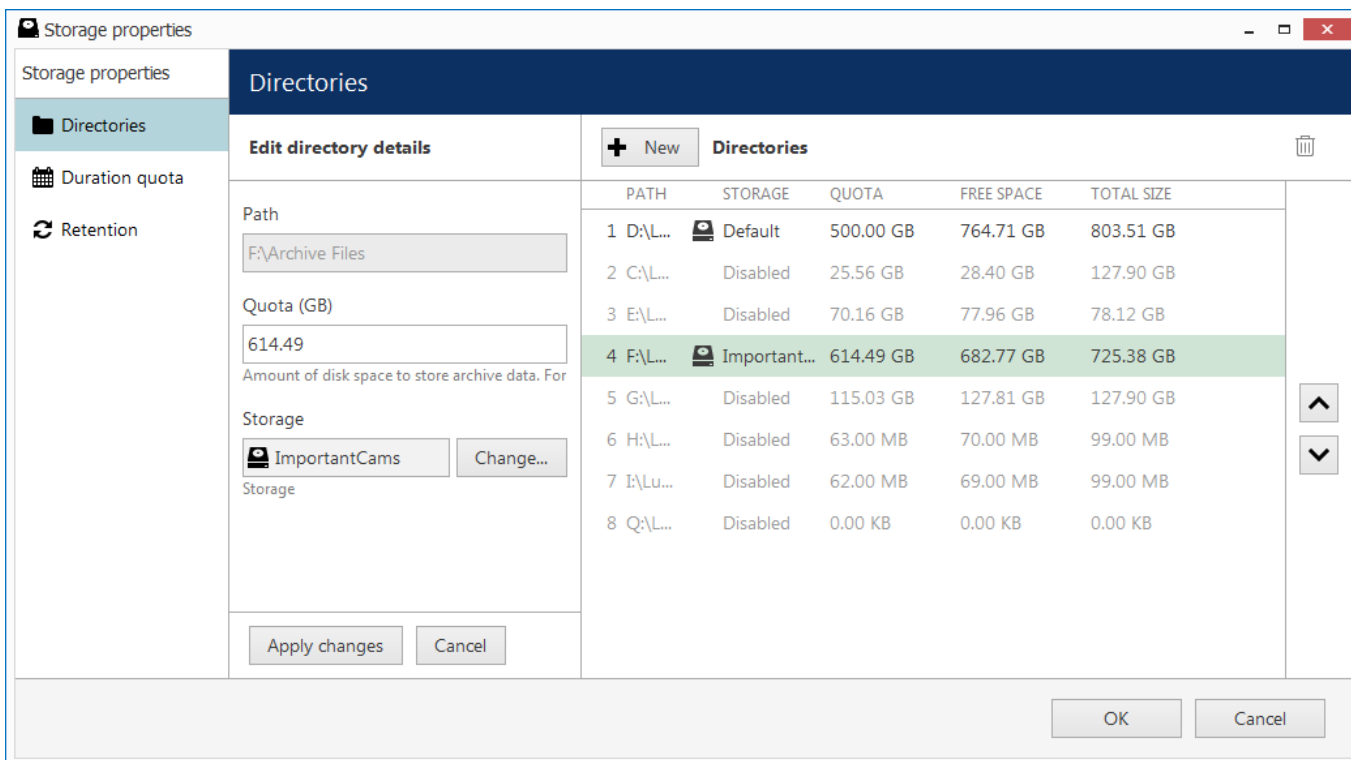 Storage properties
Storage properties
Directories
Duration quota
Retention
Directories
Edit directory details
Path
F:\Archive Files
Quota (GB)
614.49
Amount of disk space to store archive data. For
Storage
ImportantCams Change...
Storage
Apply changes Cancel
New Directories
PATH STORAGE QUOTA FREE SPACE TOTAL SIZE
1 D:\L... Default 500.00 GB 764.71 GB 803.51 GB
2 C:\L... Disabled 25.56 GB 28.40 GB 127.90 GB
3 E:\L... Disabled 70.16 GB 77.96 GB 78.12 GB
4 F:\L... Important... 614.49 GB 682.77 GB 725.38 GB
5 G:\L... Disabled 115.03 GB 127.81 GB 127.90 GB
6 H:\L... Disabled 63.00 MB 70.00 MB 99.00 MB
7 I:\Lu... Disabled 62.00 MB 69.00 MB 99.00 MB
8 Q:\L... Disabled 0.00 KB 0.00 KB 0.00 KB
OK Cancel